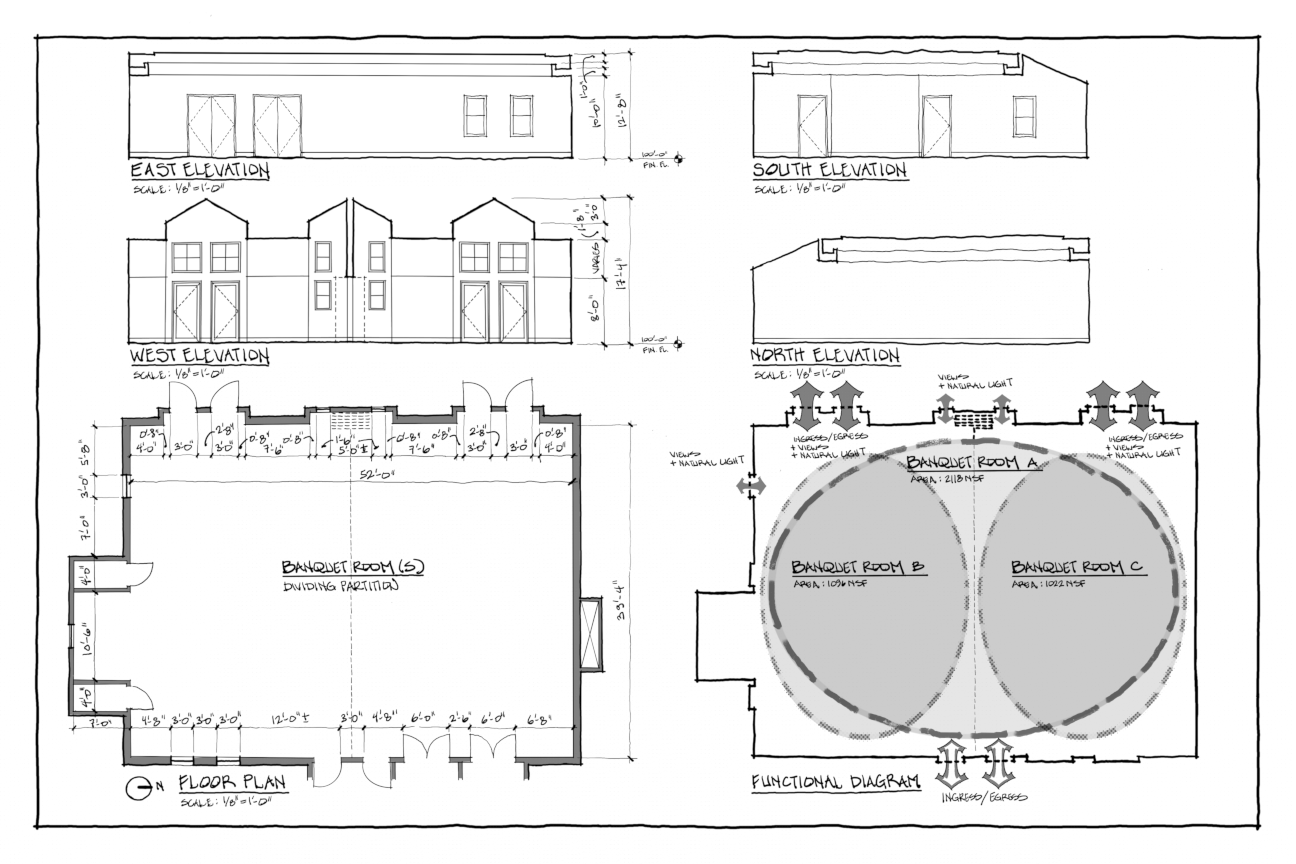 1'-0"
10'-0"
12'-8"
100'-0"
FIN. EL.
EAST ELEVATION
SCALE: 1/8"=1'-0"
SOUTH ELEVATION
SCALE: 1/8"=1'-0"
3'-0
1'-8"
VARIES
8'-0"
17'-4"
100'-0"
FIN. EL.
WEST ELEVATION
SCALE: 1/8"=1'-0"
NORTH ELEVATION
SCALE: 1/8"=1'-0"
0'-8" 2'-8" 0'-8" 0'-8" 1'-6" 0'-8" 0'-8" 2'-8" 0'-8"
4'-0" 3'-0" 3'-0" 7'-6" 5'-0"± 7'-6" 3'-0" 3'-0" 4'-0"
52'-0"
5'-8"
3'-0"
7'-0"
4'-0"
10'-6"
4'-0"
39'-4"
BANQUET ROOM (S)
DIVIDING PARTITION
7'-0" 4'-8" 3'-0" 3'-0" 3'-0" 12'-0"± 3'-0" 4'-8" 6'-0" 2'-6" 6'-0" 6'-8"
N
FLOOR PLAN
SCALE: 1/8"=1'-0"
VIEWS
+ NATURAL LIGHT
INGRESS/EGRESS
+ VIEWS
+ NATURAL LIGHT
INGRESS/EGRESS
+ VIEWS
+ NATURAL LIGHT
VIEWS
+ NATURAL LIGHT
BANQUET ROOM A
AREA: 2118 NSF
BANQUET ROOM B
AREA: 1096 NSF
BANQUET ROOM C
AREA: 1022 NSF
FUNCTIONAL DIAGRAM
INGRESS/EGRESS